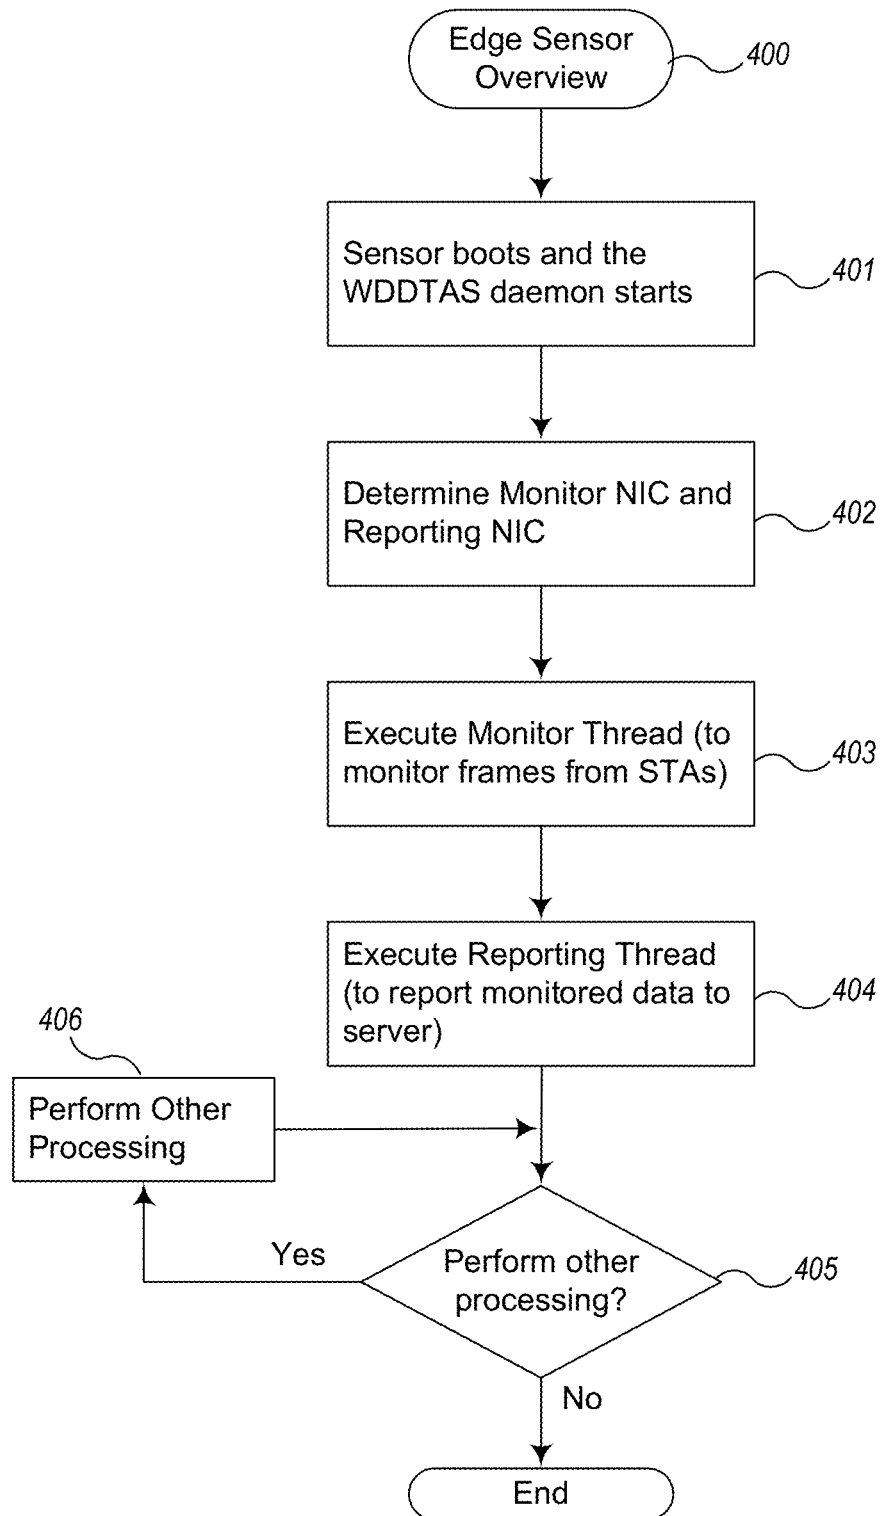 Edge Sensor
Overview
400
Sensor boots and the
WDDTAS daemon starts
401
Determine Monitor NIC and
Reporting NIC
402
Execute Monitor Thread (to
monitor frames from STAs)
403
Execute Reporting Thread
(to report monitored data to
server)
404
406
Perform Other
Processing
Yes
Perform other
processing?
405
No
End